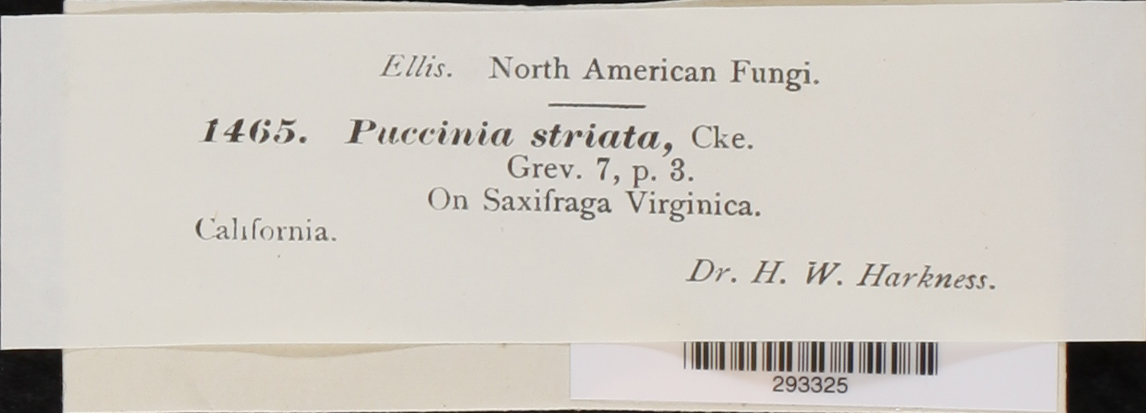 Ellis. North American Fungi.
1465. Puccinia striata, Cke.
Grev. 7, p. 3.
On Saxifraga Virginica.
California.
Dr. H. W. Harkness.
293325